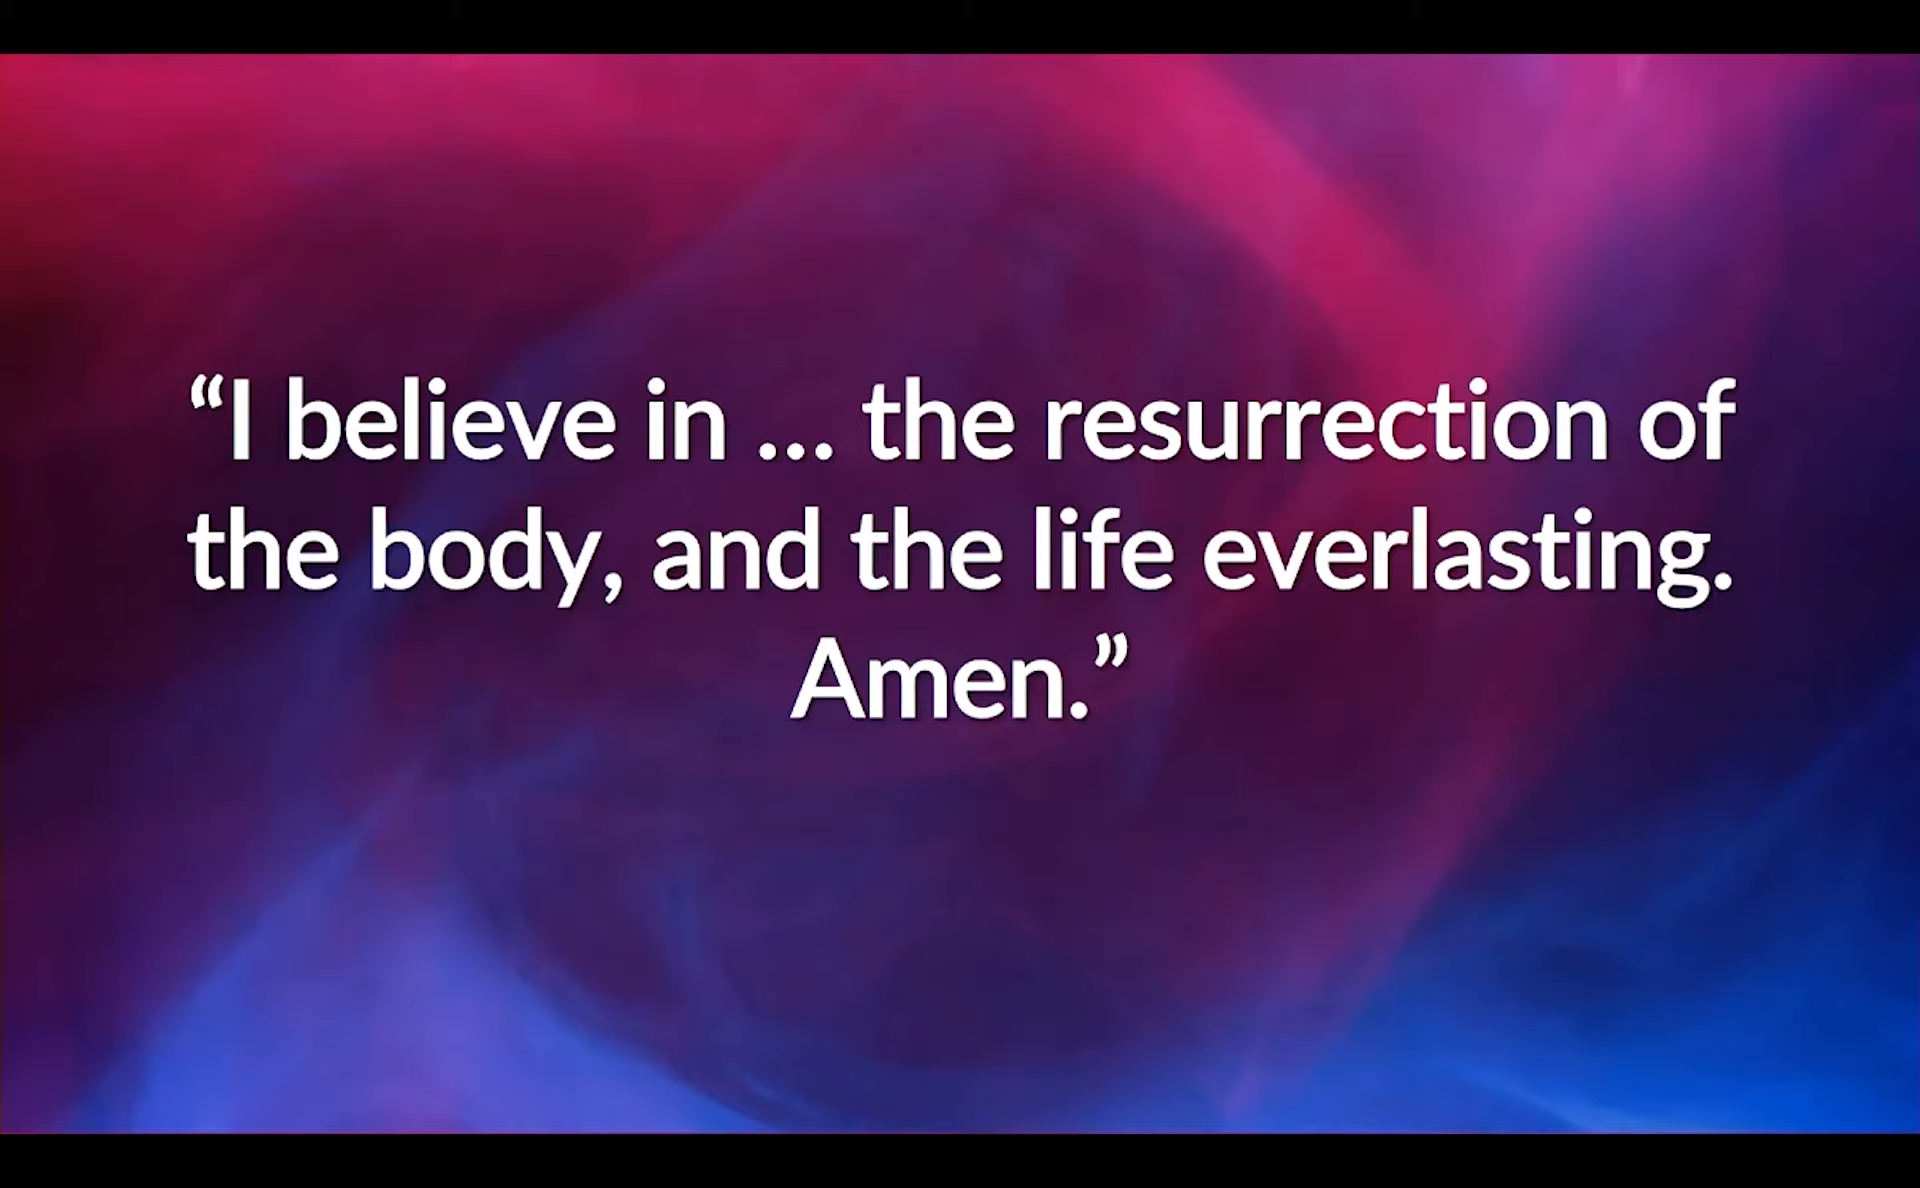 “I believe in ... the resurrection of
the body, and the life everlasting.
Amen.”